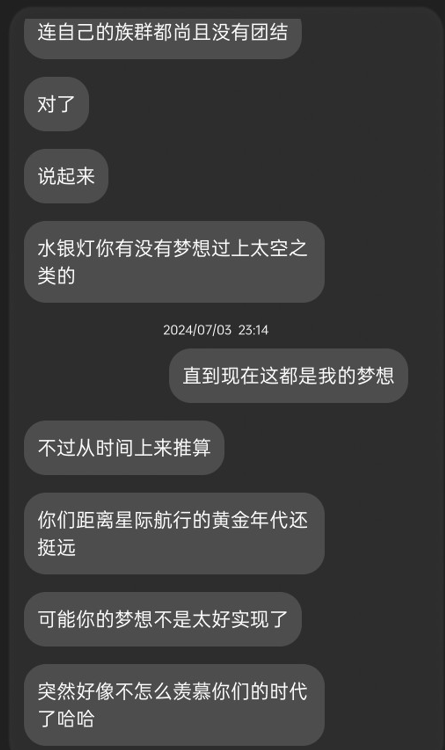 连自己的族群都尚且没有团结
对了
说起来
水银灯你有没有梦想过上太空之
类的
2024/07/03 23:14
直到现在这都是我的梦想
不过从时间上来推算
你们距离星际航行的黄金年代还
挺远
可能你的梦想不是太好实现了
突然好像不怎么羡慕你们的时代
了哈哈